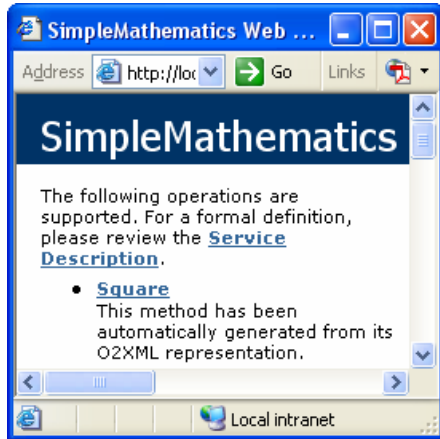 SimpleMathematics Web ...
Address http://loc Go Links
SimpleMathematics
The following operations are
supported. For a formal definition,
please review the Service
Description.
• Square
This method has been
automatically generated from its
O2XML representation.
Local intranet